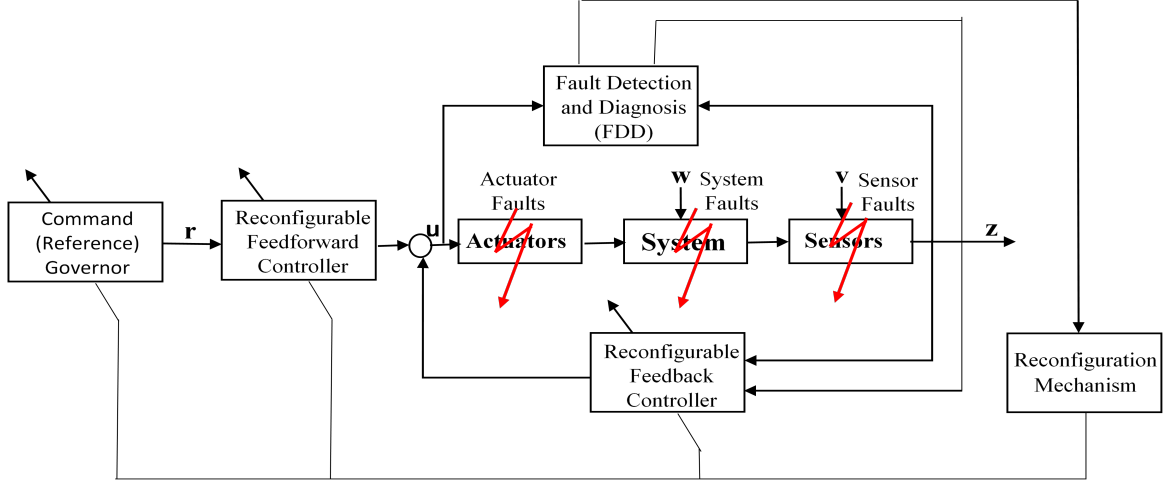 Fault Detection
and Diagnosis
(FDD)
Actuator
Faults
w
System
Faults
v
Sensor
Faults
Command
(Reference)
Governor
r
Reconfigurable
Feedforward
Controller
u
Actuators
System
Sensors
z
Reconfigurable
Feedback
Controller
Reconfiguration
Mechanism